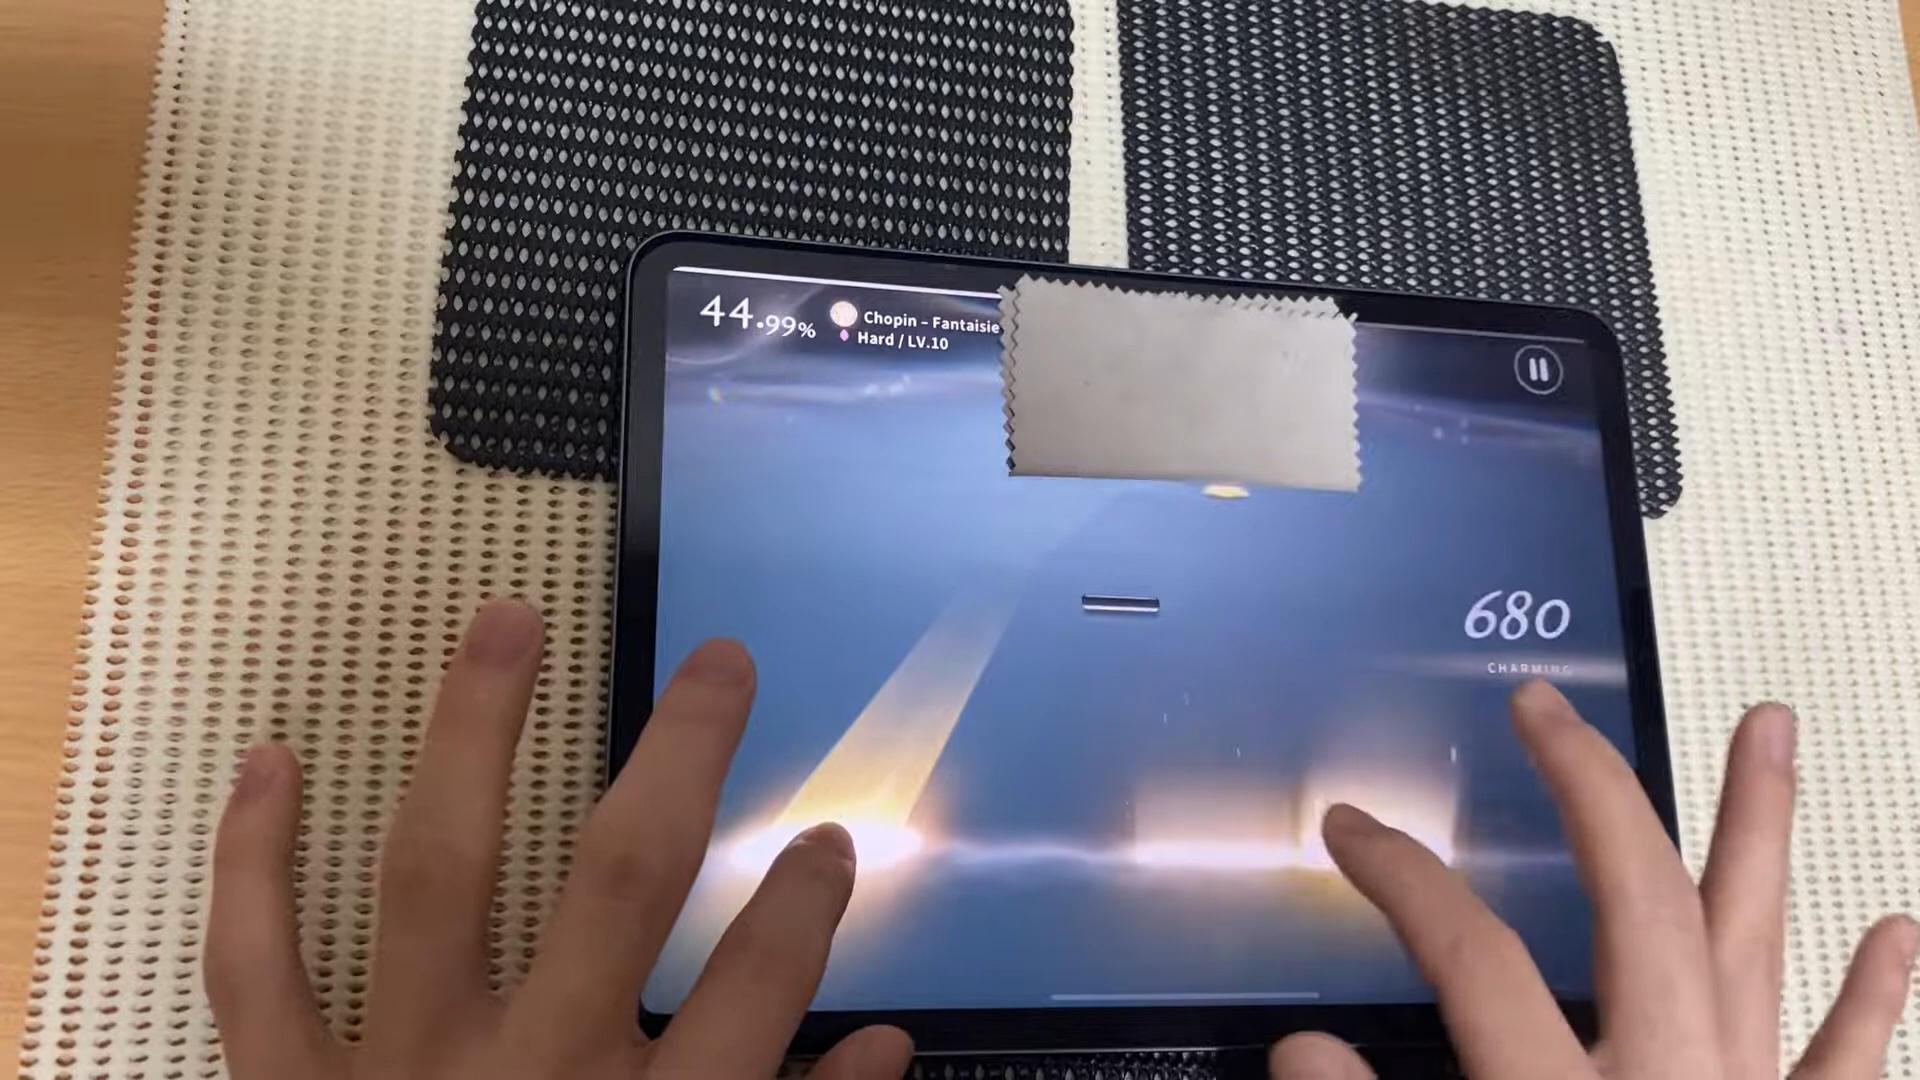 44.99%
Chopin – Fantaisie
Hard / LV.10
680
CHARMING